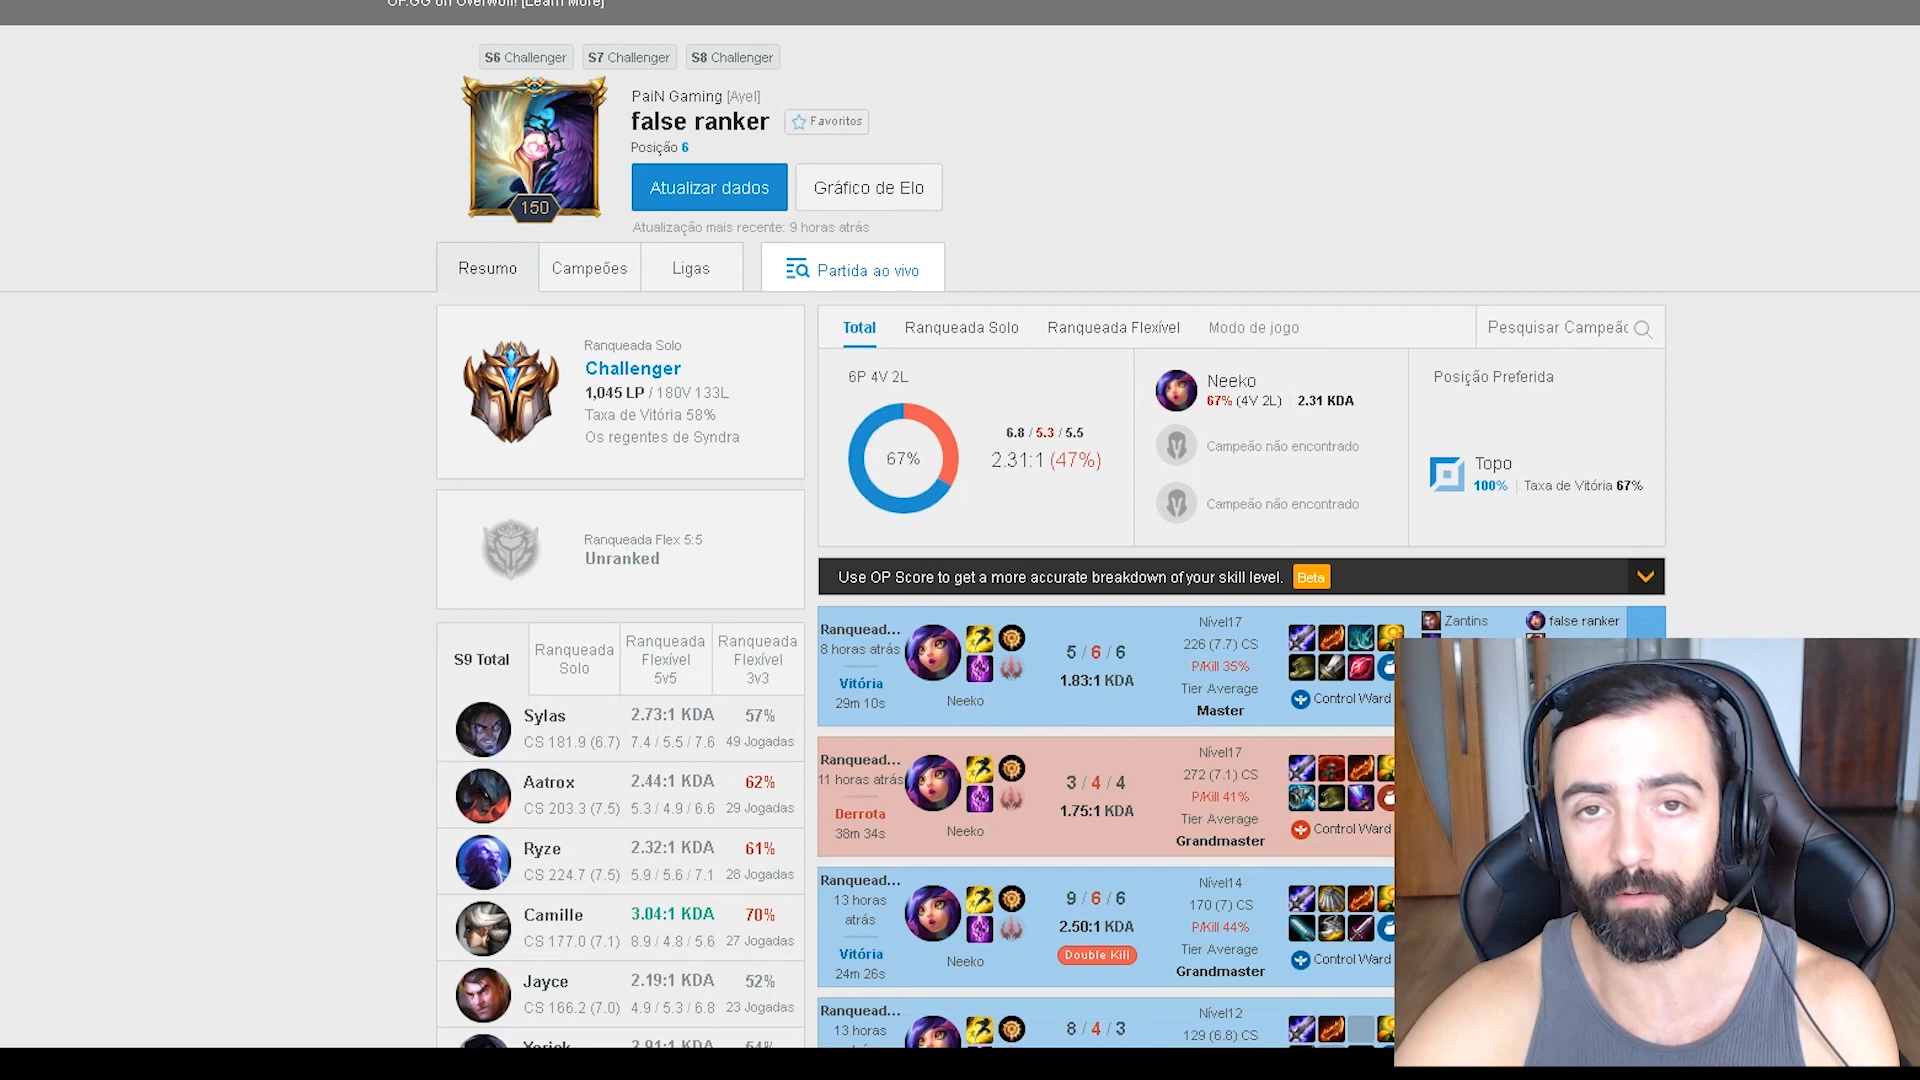 OP.GG on Overwolf! [Learn More]
S6 Challenger
S7 Challenger
S8 Challenger
PaiN Gaming [Ayel]
false ranker
Favoritos
Posição 6
Atualizar dados
Gráfico de Elo
Atualização mais recente: 9 horas atrás
150
Resumo
Campeões
Ligas
Partida ao vivo
Ranqueada Solo
Challenger
1,045 LP / 180V 133L
Taxa de Vitória 58%
Os regentes de Syndra
Ranqueada Flex 5:5
Unranked
S9 Total
Ranqueada Solo
Ranqueada Flexível 5v5
Ranqueada Flexível 3v3
Sylas 2.73:1 KDA 57%
CS 181.9 (6.7) 7.4 / 5.5 / 7.6 49 Jogadas
Aatrox 2.44:1 KDA 62%
CS 203.3 (7.5) 5.3 / 4.9 / 6.6 29 Jogadas
Ryze 2.32:1 KDA 61%
CS 224.7 (7.5) 5.9 / 5.6 / 7.1 28 Jogadas
Camille 3.04:1 KDA 70%
CS 177.0 (7.1) 8.9 / 4.8 / 5.6 27 Jogadas
Jayce 2.19:1 KDA 52%
CS 166.2 (7.0) 4.9 / 5.3 / 6.8 23 Jogadas
Total
Ranqueada Solo
Ranqueada Flexível
Modo de jogo
Pesquisar Campeão
6P 4V 2L
67%
6.8 / 5.3 / 5.5
2.31:1 (47%)
Neeko
67% (4V 2L) 2.31 KDA
Campeão não encontrado
Campeão não encontrado
Posição Preferida
Topo
100% Taxa de Vitória 67%
Use OP Score to get a more accurate breakdown of your skill level. Beta
Ranquead...
8 horas atrás
Vitória
29m 10s
Neeko
5 / 6 / 6
1.83:1 KDA
Nível17
226 (7.7) CS
P/Kill 35%
Tier Average
Master
Control Ward
Zantins
false ranker
Ranquead...
11 horas atrás
Derrota
38m 34s
Neeko
3 / 4 / 4
1.75:1 KDA
Nível17
272 (7.1) CS
P/Kill 41%
Tier Average
Grandmaster
Control Ward
Ranquead...
13 horas
atrás
Vitória
24m 26s
Neeko
9 / 6 / 6
2.50:1 KDA
Double Kill
Nível14
170 (7) CS
P/Kill 44%
Tier Average
Grandmaster
Control Ward
Ranquead...
13 horas
8 / 4 / 3
Nível12
129 (6.8) CS